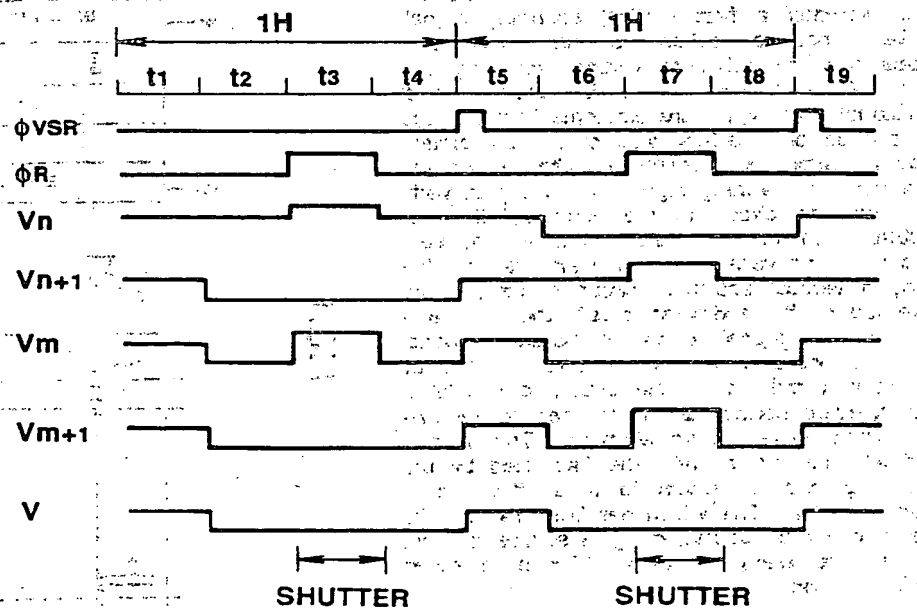 1H 1H
t1 t2 t3 t4 t5 t6 t7 t8 t9
φVSR
φR
Vn
Vn+1
Vm
Vm+1
V
SHUTTER SHUTTER